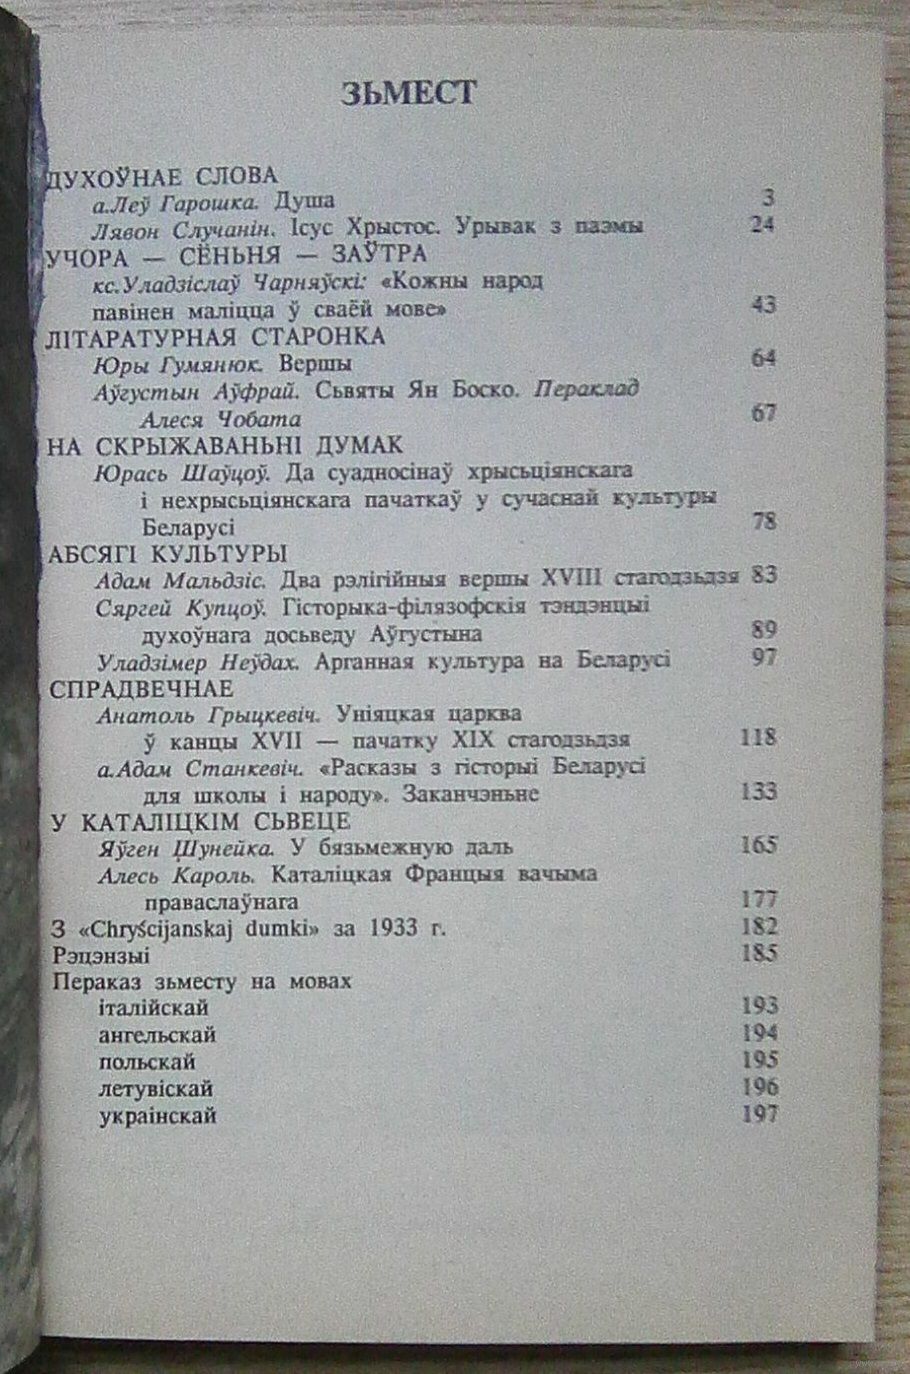 ЗЬМЕСТ
ДУХОЎНАЕ СЛОВА
а.Леў Гарошка. Душа 3
Лявон Случанін. Ісус Хрыстос. Урывак з паэмы 24
УЧОРА — СЁНЬНЯ — ЗАЎТРА
кс.Уладзіслаў Чарняўскі: «Кожны народ
павінен маліцца ў сваёй мове» 43
ЛІТАРАТУРНАЯ СТАРОНКА
Юры Гумянюк. Вершы 64
Аўгустын Аўфрай. Сьвяты Ян Боско. Пераклад
Алеся Чобата 67
НА СКРЫЖАВАНЬНІ ДУМАК
Юрась Шаўцоў. Да суадносінаў хрысьціянскага
і нехрысьціянскага пачаткаў у сучаснай культуры
Беларусі 78
АБСЯГІ КУЛЬТУРЫ
Адам Мальдзіс. Два рэлігійныя вершы XVIII стагодзьдзя 83
Сяргей Купцоў. Гісторыка-філязофскія тэндэнцыі
духоўнага досьведу Аўгустына 89
Уладзімер Неўдах. Арганная культура на Беларусі 97
СПРАДВЕЧНАЕ
Анатоль Грыцкевіч. Уніяцкая царква
ў канцы XVII — пачатку XIX стагодзьдзя 118
а.Адам Станкевіч. «Расказы з гісторыі Беларусі
для школы і народу». Заканчэньне 133
У КАТАЛІЦКІМ СЬВЕЦЕ
Яўген Шунейка. У бязьмежную даль 165
Алесь Кароль. Каталіцкая Францыя вачыма
праваслаўнага 177
З «Chryścijanskaj dumki» за 1933 г. 182
Рэцэнзыі 185
Пераказ зьместу на мовах
італійскай 193
ангельскай 194
польскай 195
летувіскай 196
украінскай 197